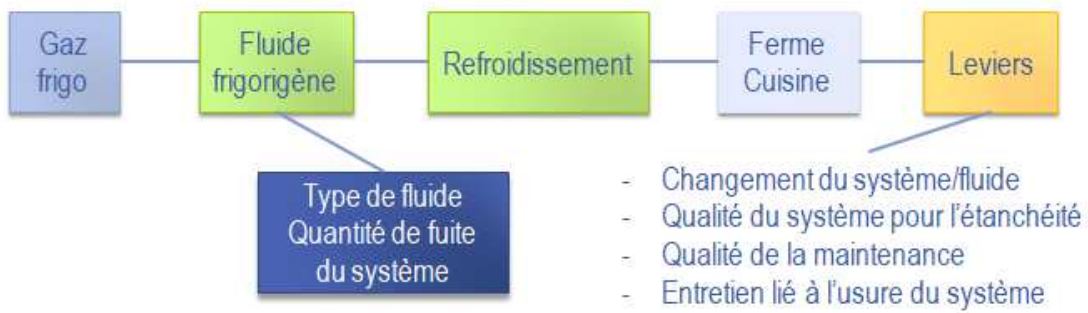 Gaz
frigo
Fluide
frigorigène
Refroidissement
Ferme
Cuisine
Leviers
Type de fluide
Quantité de fuite
du système
- Changement du système/fluide
- Qualité du système pour l'étanchéité
- Qualité de la maintenance
- Entretien lié à l'usure du système